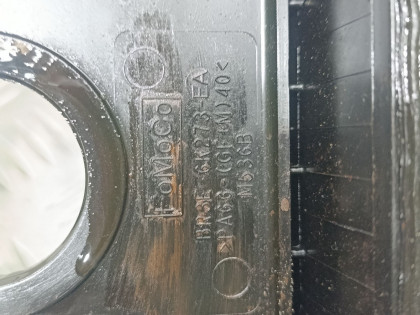 FoMoCo
BR3E-6K273-EA
>PA66-(GF+M)40<
M536B